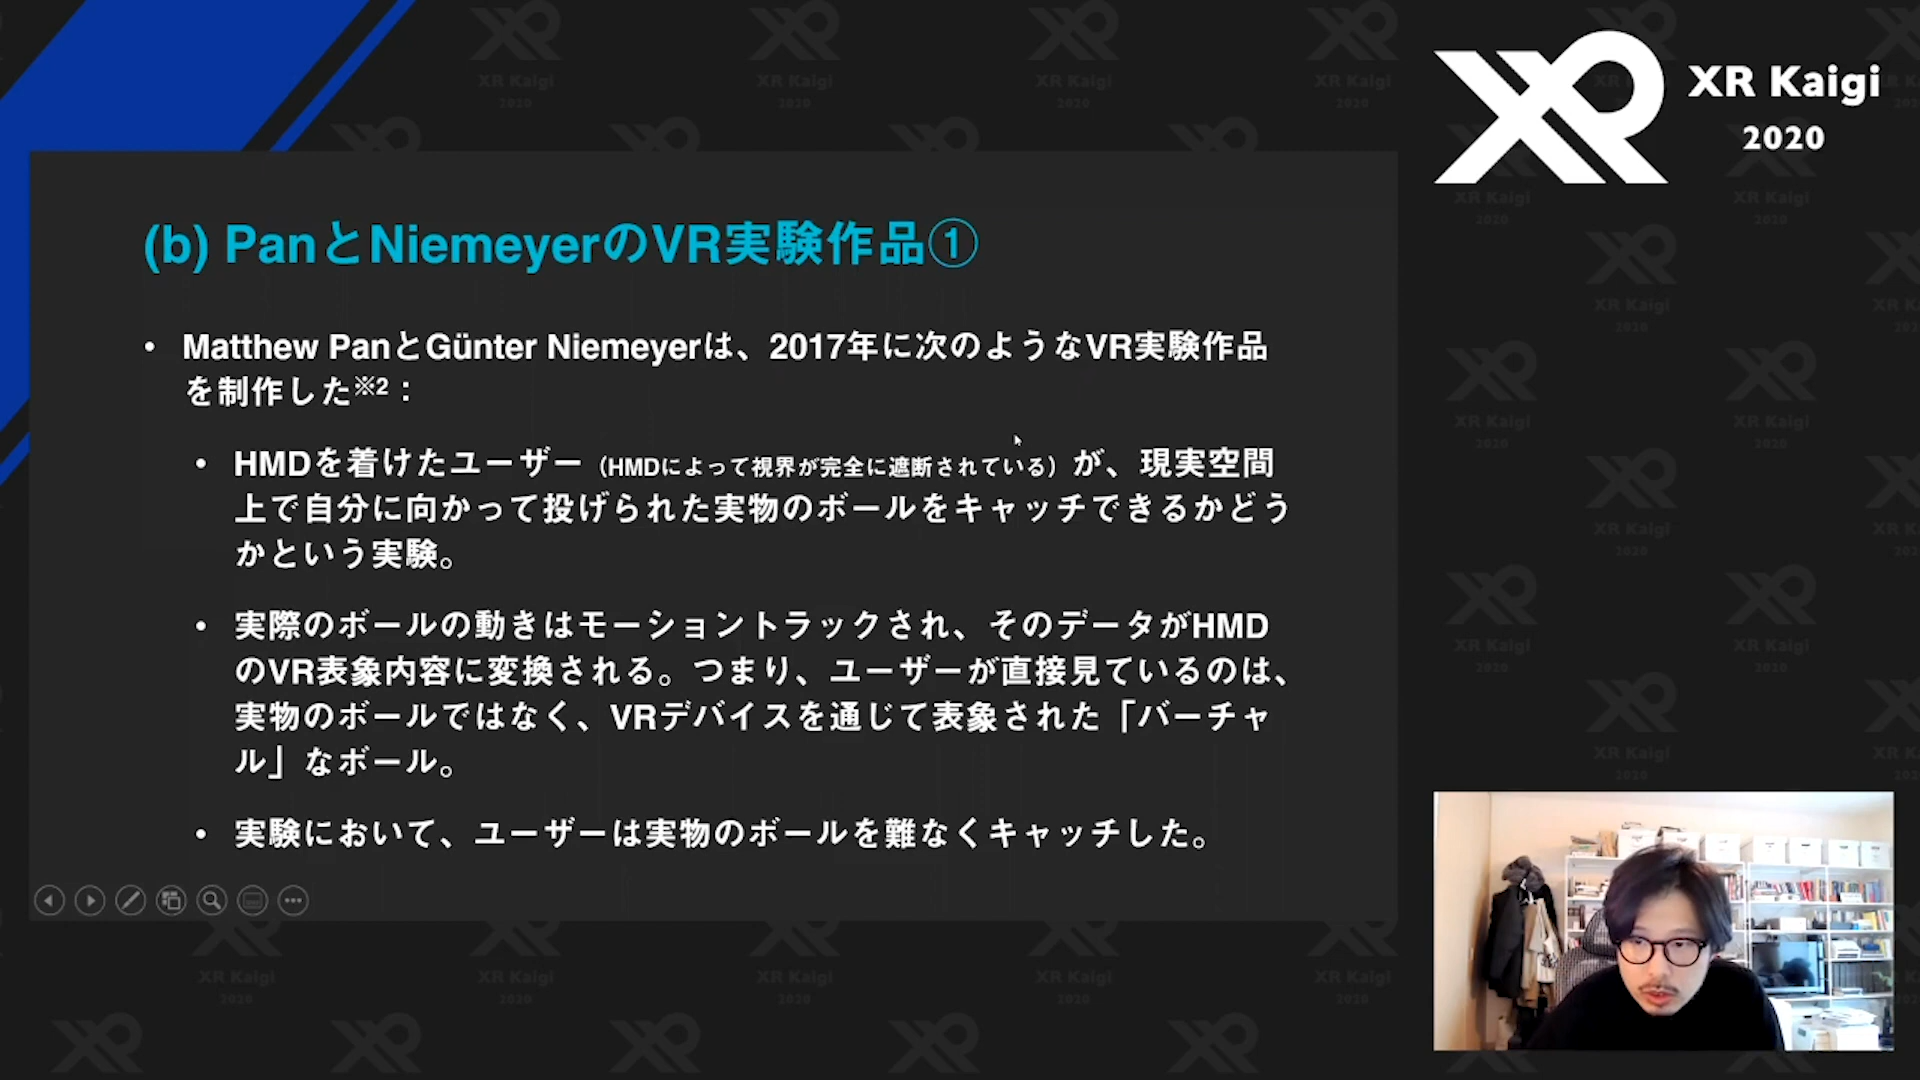 XR Kaigi
2020
(b) PanとNiemeyerのVR実験作品①
• Matthew PanとGünter Niemeyerは、2017年に次のようなVR実験作品
を制作した※2：
• HMDを着けたユーザー（HMDによって視界が完全に遮断されている）が、現実空間
上で自分に向かって投げられた実物のボールをキャッチできるかどう
かという実験。
• 実際のボールの動きはモーショントラックされ、そのデータがHMD
のVR表象内容に変換される。つまり、ユーザーが直接見ているのは、
実物のボールではなく、VRデバイスを通じて表象された「バーチャ
ル」なボール。
• 実験において、ユーザーは実物のボールを難なくキャッチした。